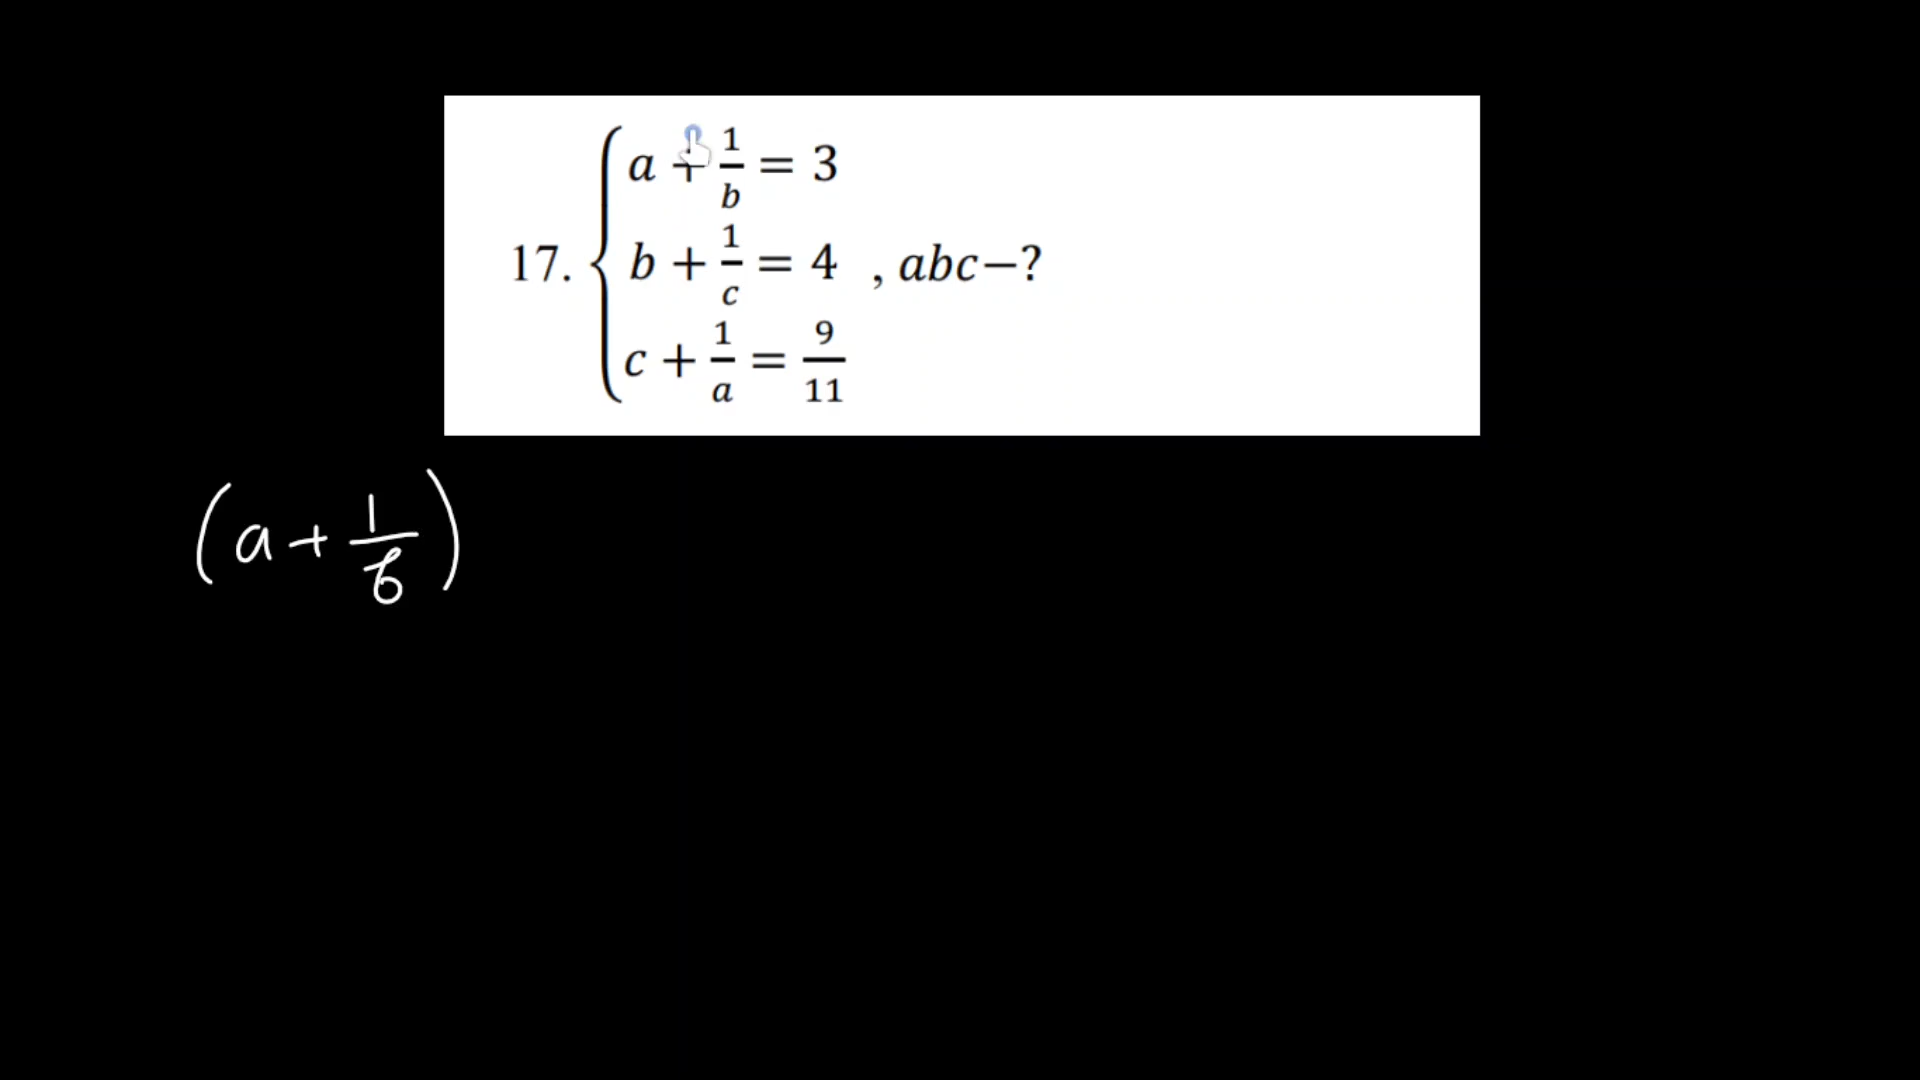 17. { a + 1/b = 3
b + 1/c = 4 , abc−?
c + 1/a = 9/11
(a + 1/b)